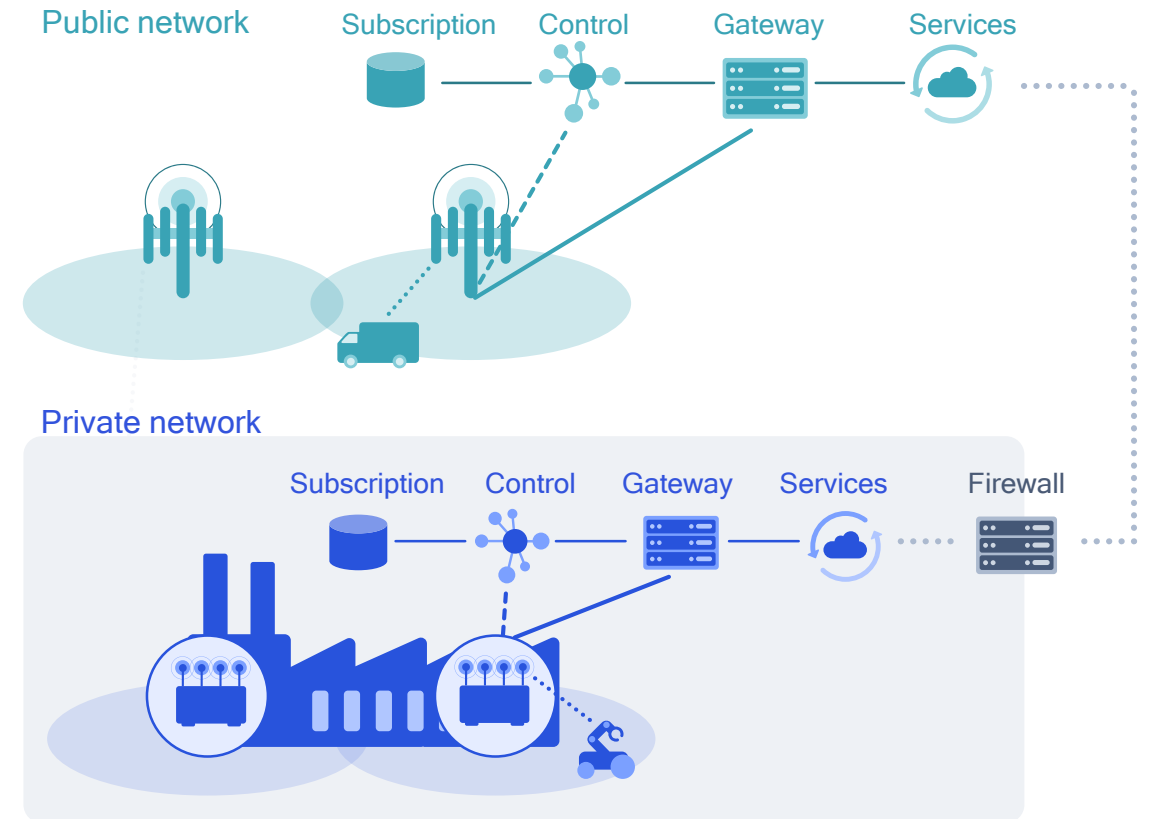 Public network
Subscription Control Gateway Services
Private network
Subscription Control Gateway Services Firewall